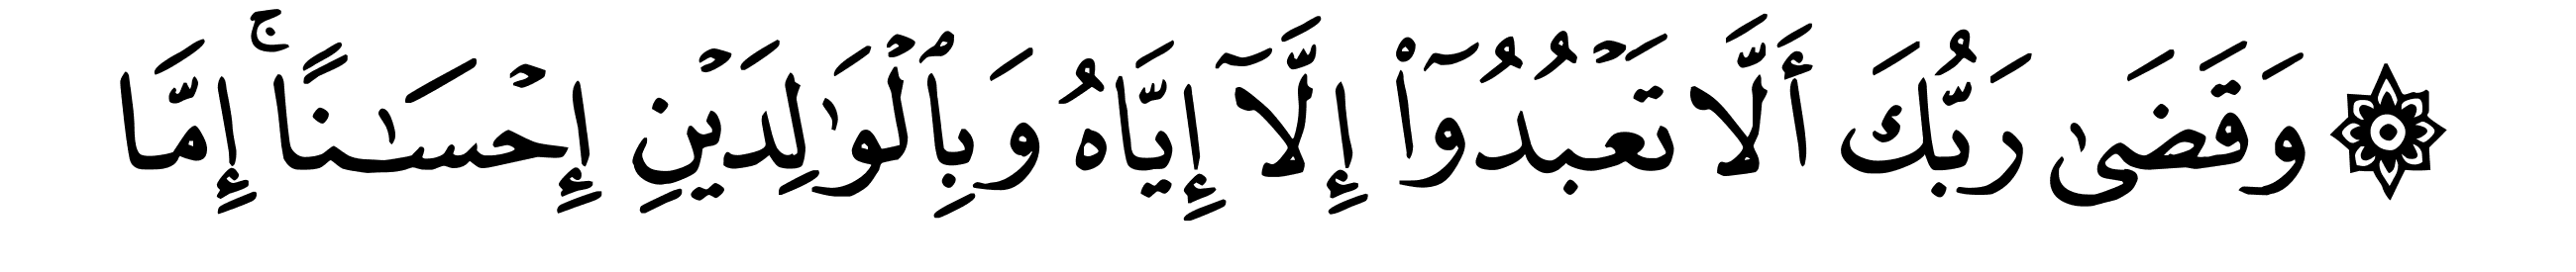 ۞ وَقَضَىٰ رَبُّكَ أَلَّا تَعۡبُدُوٓاْ إِلَّآ إِيَّاهُ وَبِٱلۡوَٰلِدَيۡنِ إِحۡسَـٰنًاۚ إِمَّا